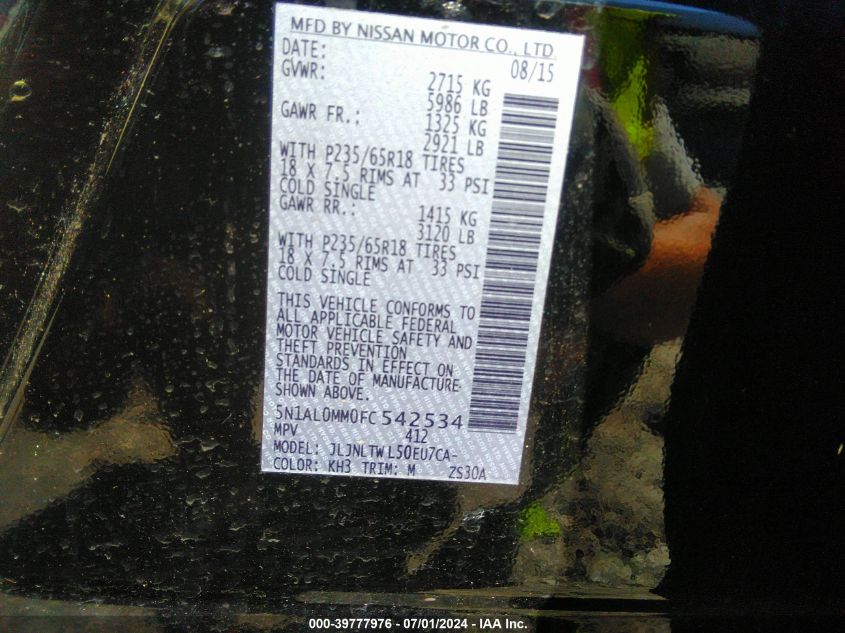 MFD BY NISSAN MOTOR CO., LTD.
DATE: 08/15
GVWR: 2715 KG
5986 LB
GAWR FR.: 1325 KG
2921 LB
WITH P235/65R18 TIRES
18 X 7.5 RIMS AT 33 PSI
COLD SINGLE
GAWR RR.: 1415 KG
3120 LB
WITH P235/65R18 TIRES
18 X 7.5 RIMS AT 33 PSI
COLD SINGLE
THIS VEHICLE CONFORMS TO
ALL APPLICABLE FEDERAL
MOTOR VEHICLE SAFETY AND
THEFT PREVENTION
STANDARDS IN EFFECT ON
THE DATE OF MANUFACTURE
SHOWN ABOVE.
5N1AL0MM0FC542534
MPV 412
MODEL: JLJNLTWL50EU7CA-
COLOR: KH3 TRIM: M ZS30A
000-39777976 - 07/01/2024 - IAA Inc.